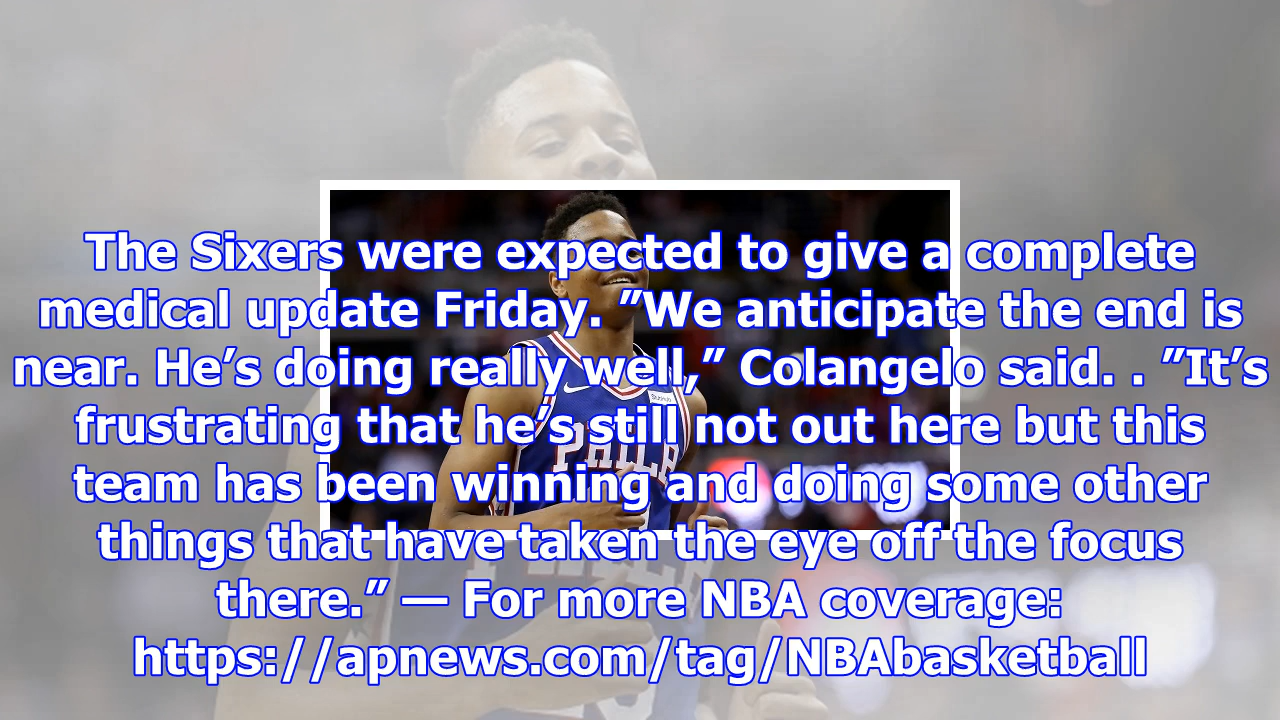 The Sixers were expected to give a complete
medical update Friday. ”We anticipate the end is
near. He’s doing really well,” Colangelo said. . ”It’s
frustrating that he’s still not out here but this
team has been winning and doing some other
things that have taken the eye off the focus
there.” — For more NBA coverage:
https://apnews.com/tag/NBAbasketball